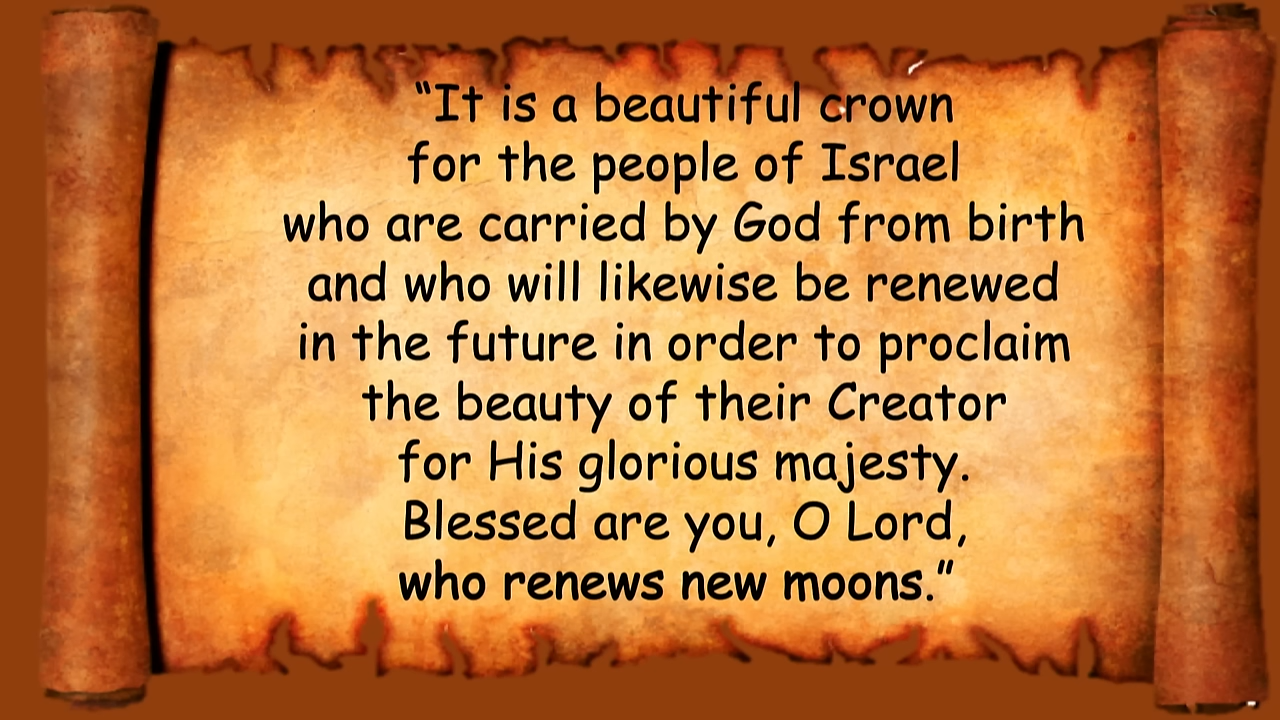 “It is a beautiful crown
for the people of Israel
who are carried by God from birth
and who will likewise be renewed
in the future in order to proclaim
the beauty of their Creator
for His glorious majesty.
Blessed are you, O Lord,
who renews new moons.”